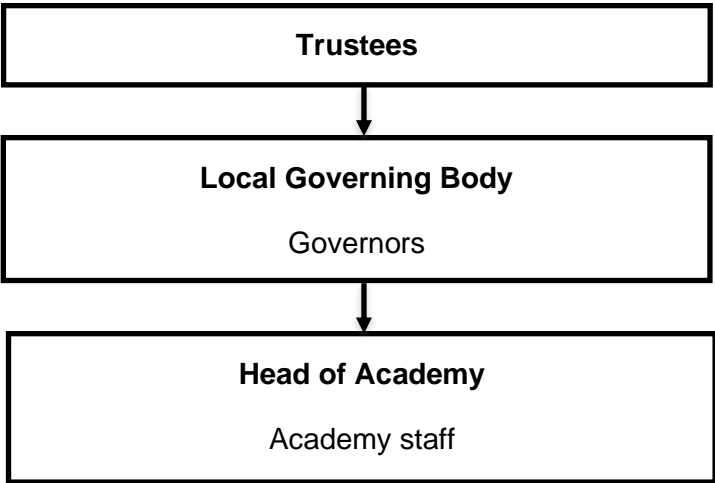 Trustees
Local Governing Body
Governors
Head of Academy
Academy staff